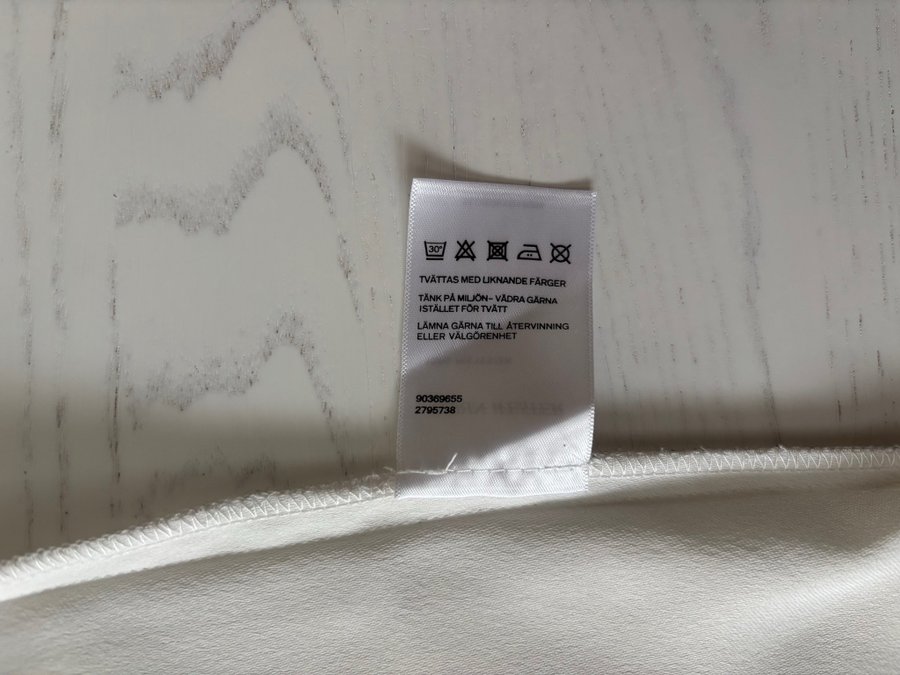 30°
TVÄTTAS MED LIKNANDE FÄRGER
TÄNK PÅ MILJÖN– VÄDRA GÄRNA
ISTÄLLET FÖR TVÄTT
LÄMNA GÄRNA TILL ÅTERVINNING
ELLER VÄLGÖRENHET
90369655
2795738